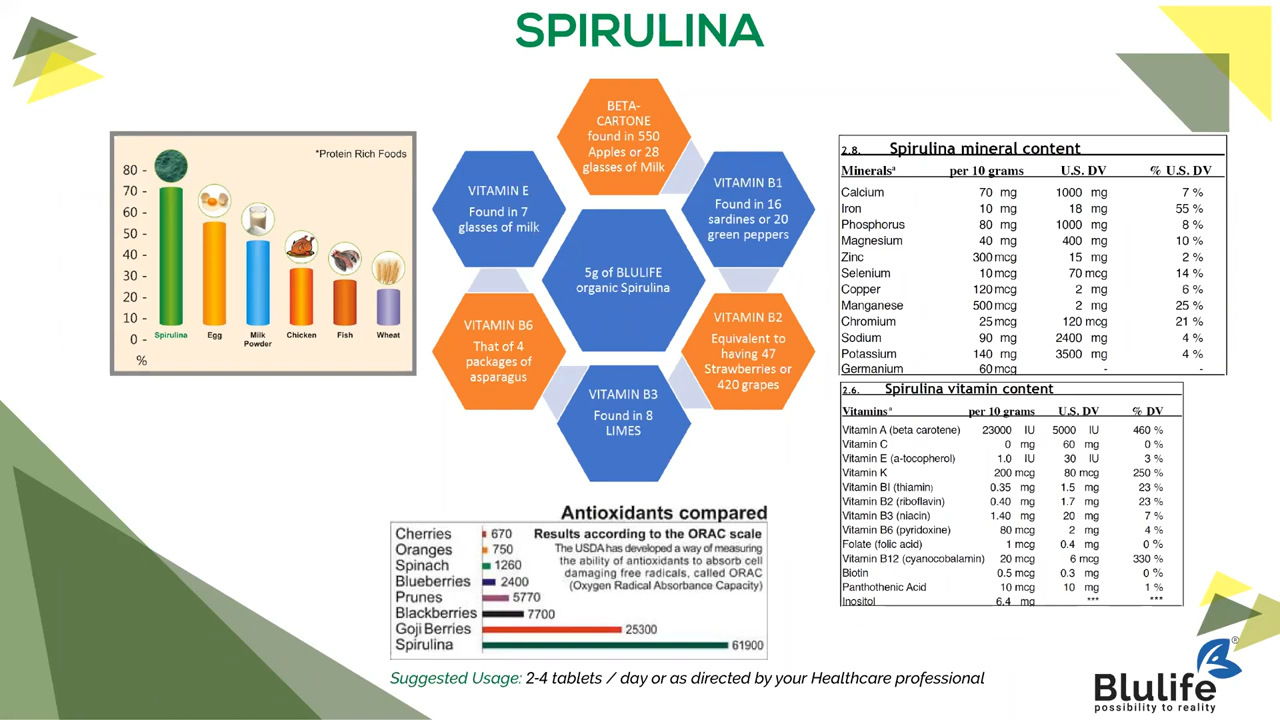 SPIRULINA
*Protein Rich Foods
80 -
70 -
60 -
50 -
40 -
30 -
20 -
10 -
0 -
%
Spirulina
Egg
Milk
Powder
Chicken
Fish
Wheat
BETA-
CARTONE
found in 550
Apples or 28
glasses of Milk
VITAMIN E
Found in 7
glasses of milk
VITAMIN B1
Found in 16
sardines or 20
green peppers
5g of BLULIFE
organic Spirulina
VITAMIN B6
That of 4
packages of
asparagus
VITAMIN B2
Equivalent to
having 47
Strawberries or
420 grapes
VITAMIN B3
Found in 8
LIMES
2.8. Spirulina mineral content
Mineralsª per 10 grams U.S. DV % U.S. DV
Calcium 70 mg 1000 mg 7 %
Iron 10 mg 18 mg 55 %
Phosphorus 80 mg 1000 mg 8 %
Magnesium 40 mg 400 mg 10 %
Zinc 300 mcg 15 mg 2 %
Selenium 10 mcg 70 mcg 14 %
Copper 120 mcg 2 mg 6 %
Manganese 500 mcg 2 mg 25 %
Chromium 25 mcg 120 mcg 21 %
Sodium 90 mg 2400 mg 4 %
Potassium 140 mg 3500 mg 4 %
Germanium 60 mcg - -
2.6. Spirulina vitamin content
Vitaminsª per 10 grams U.S. DV % DV
Vitamin A (beta carotene) 23000 IU 5000 IU 460 %
Vitamin C 0 mg 60 mg 0 %
Vitamin E (a-tocopherol) 1.0 IU 30 IU 3 %
Vitamin K 200 mcg 80 mcg 250 %
Vitamin BI (thiamin) 0.35 mg 1.5 mg 23 %
Vitamin B2 (riboflavin) 0.40 mg 1.7 mg 23 %
Vitamin B3 (niacin) 1.40 mg 20 mg 7 %
Vitamin B6 (pyridoxine) 80 mcg 2 mg 4 %
Folate (folic acid) 1 mcg 0.4 mg 0 %
Vitamin B12 (cyanocobalamin) 20 mcg 6 mcg 330 %
Biotin 0.5 mcg 0.3 mg 0 %
Panthothenic Acid 10 mcg 10 mg 1 %
Inositol 6.4 mg *** ***
Antioxidants compared
Results according to the ORAC scale
The USDA has developed a way of measuring
the ability of antioxidants to absorb cell
damaging free radicals, called ORAC
(Oxygen Radical Absorbance Capacity)
Cherries 670
Oranges 750
Spinach 1260
Blueberries 2400
Prunes 5770
Blackberries 7700
Goji Berries 25300
Spirulina 61900
Suggested Usage: 2-4 tablets / day or as directed by your Healthcare professional
Blulife®
possibility to reality